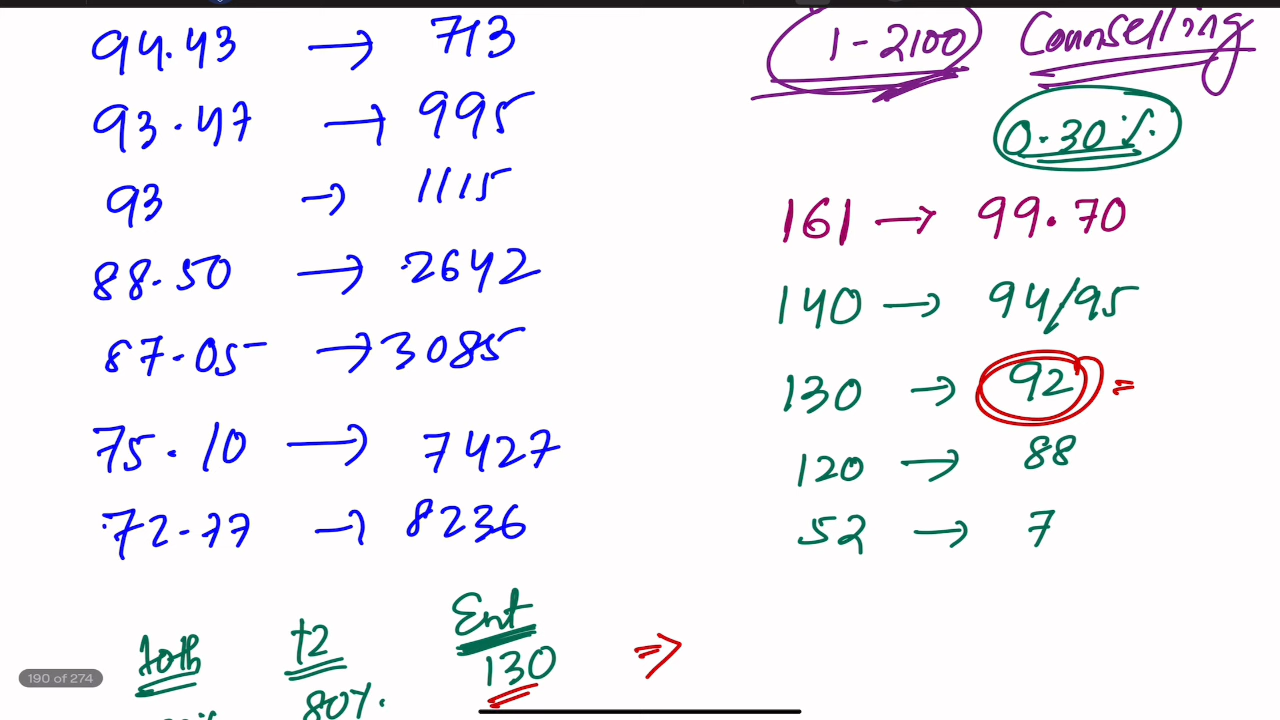 94.43 → 713
93.47 → 995
93 → 1115
88.50 → 2642
87.05 → 3085
75.10 → 7427
72.77 → 8236
1-2100 Counselling
0.30%.
161 → 99.70
140 → 94/95
130 → 92 =
120 → 88
52 → 7
10th +2 Ent
80%. 130 ⇒
190 of 274